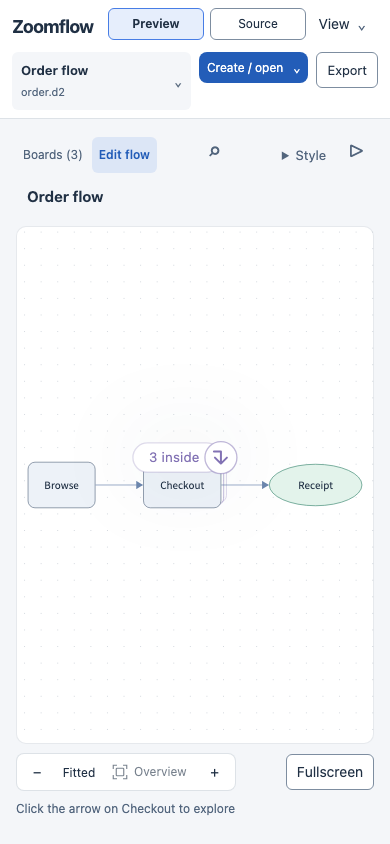 Zoomflow
Preview
Source
View
Order flow
order.d2
Create / open
Export
Boards (3)
Edit flow
Style
Order flow
3 inside
Browse
Checkout
Receipt
− Fitted Overview +
Fullscreen
Click the arrow on Checkout to explore